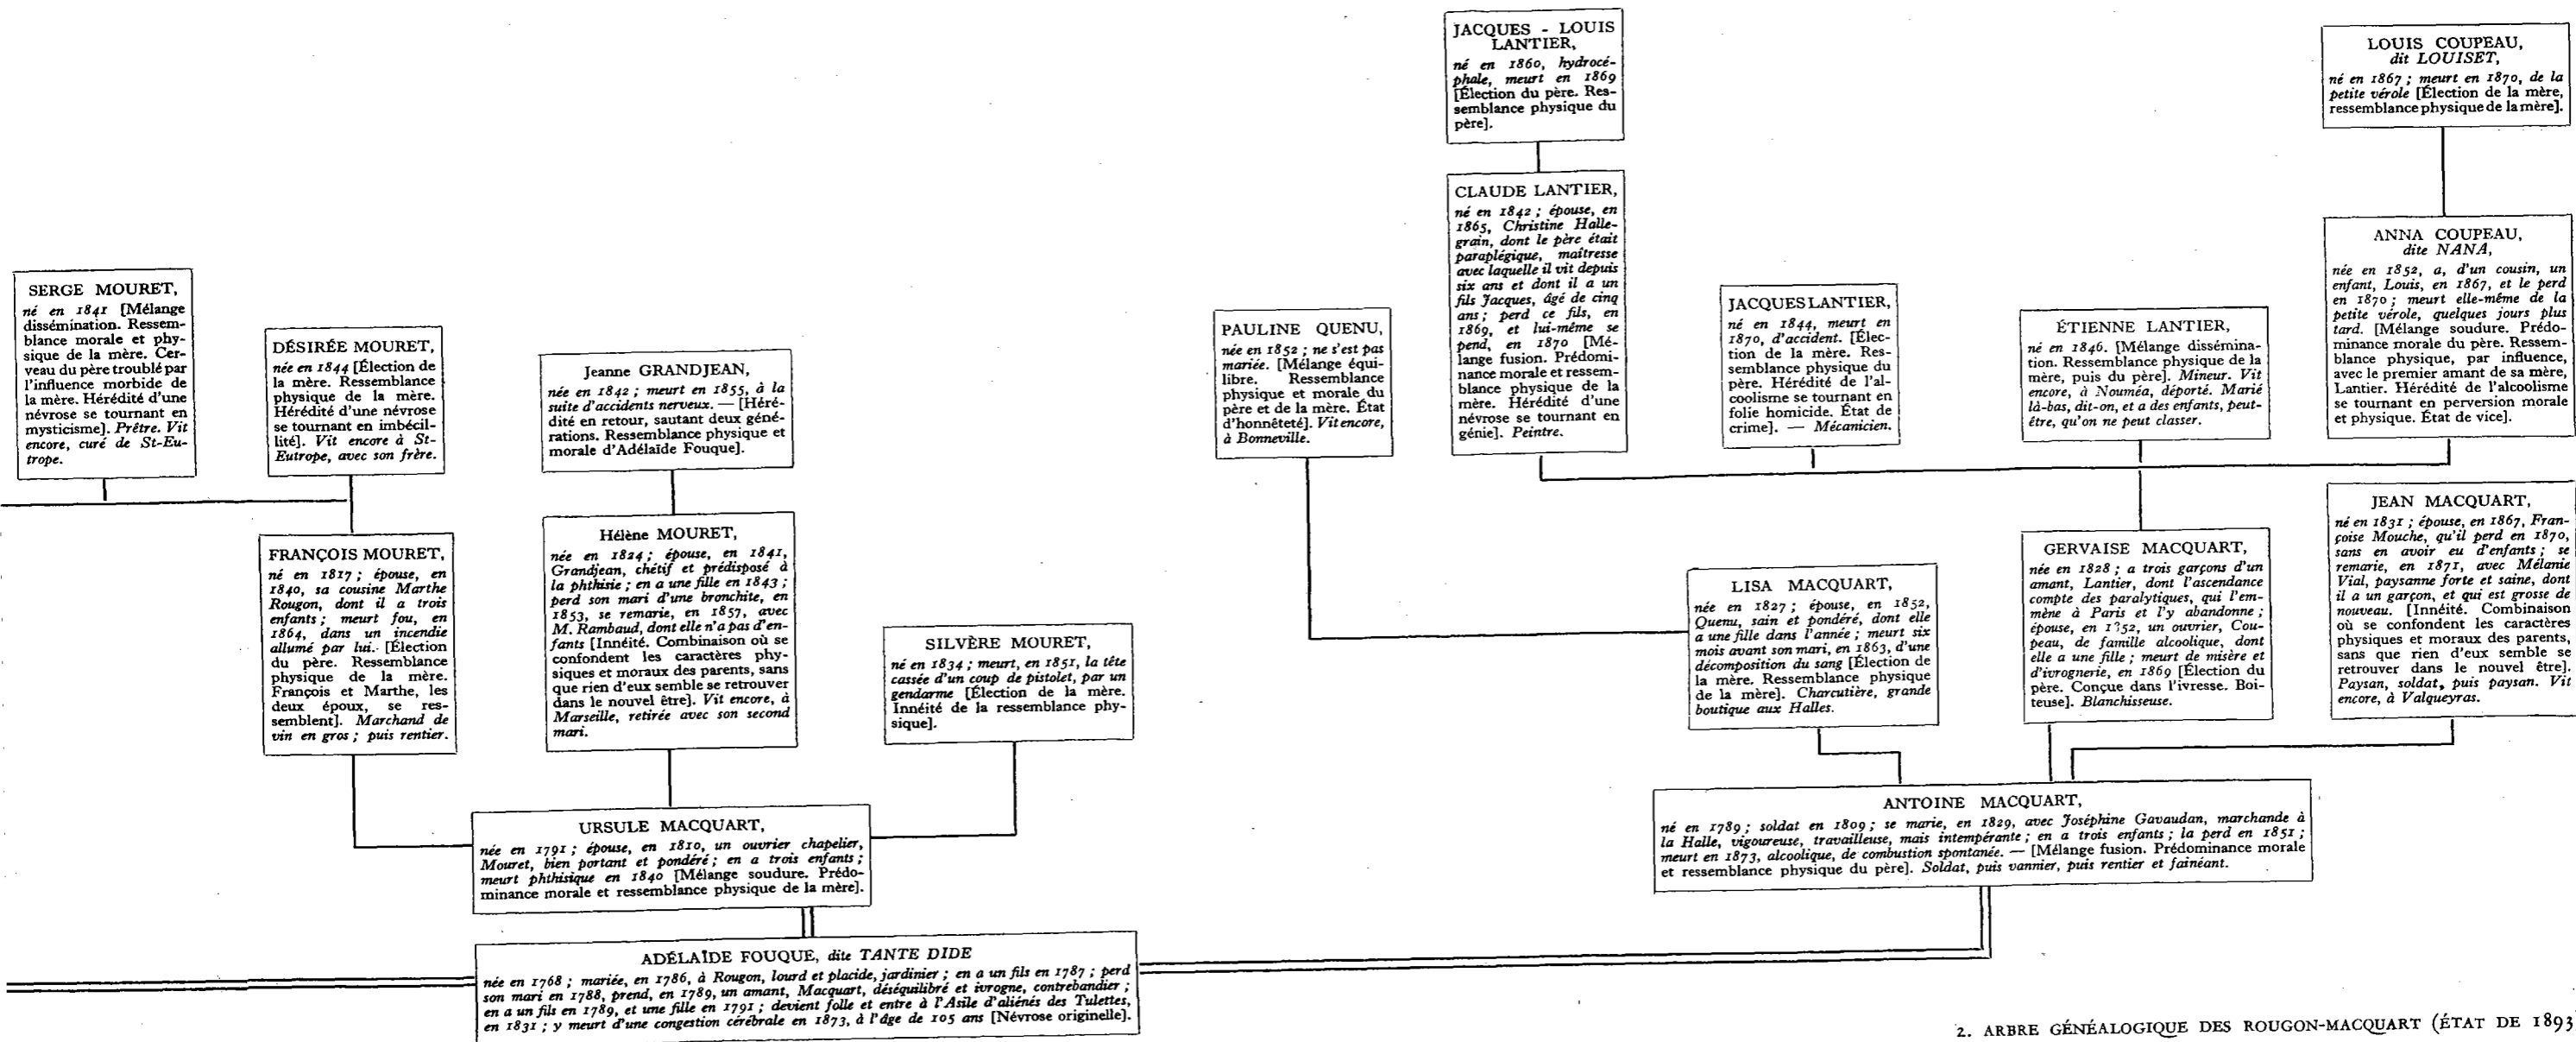 JACQUES - LOUIS
LANTIER,
né en 1860, hydrocé-
phale, meurt en 1869
[Élection du père. Res-
semblance physique du
père].
LOUIS COUPEAU,
dit LOUISET,
né en 1867 ; meurt en 1870, de la
petite vérole [Élection de la mère,
ressemblance physique de la mère].
SERGE MOURET,
né en 1841 [Mélange
dissémination. Ressem-
blance morale et phy-
sique de la mère. Cer-
veau du père troublé par
l'influence morbide de
la mère. Hérédité d'une
névrose se tournant en
mysticisme]. Prêtre. Vit
encore, curé de St-Eu-
trope.
DÉSIRÉE MOURET,
née en 1844 [Élection de
la mère. Ressemblance
physique de la mère.
Hérédité d'une névrose
se tournant en imbécil-
lité]. Vit encore à St-
Eutrope, avec son frère.
Jeanne GRANDJEAN,
née en 1842 ; meurt en 1855, à la
suite d'accidents nerveux. — [Héré-
dité en retour, sautant deux géné-
rations. Ressemblance physique et
morale d'Adélaïde Fouque].
PAULINE QUENU,
née en 1852 ; ne s'est pas
mariée. [Mélange équi-
libre. Ressemblance
physique et morale du
père et de la mère. État
d'honnêteté]. Vit encore,
à Bonneville.
CLAUDE LANTIER,
né en 1842 ; épouse, en
1865, Christine Halle-
grain, dont le père était
paraplégique, maîtresse
avec laquelle il vit depuis
six ans et dont il a un
fils Jacques, âgé de cinq
ans ; perd ce fils, en
1869, et lui-même se
pend, en 1870 [Mé-
lange fusion. Prédomi-
nance morale et ressem-
blance physique de la
mère. Hérédité d'une
névrose se tournant en
génie]. Peintre.
JACQUES LANTIER,
né en 1844, meurt en
1870, d'accident. [Élec-
tion de la mère. Res-
semblance physique du
père. Hérédité de l'al-
coolisme se tournant en
folie homicide. État de
crime]. — Mécanicien.
ÉTIENNE LANTIER,
né en 1846. [Mélange dissémina-
tion. Ressemblance physique de la
mère, puis du père]. Mineur. Vit
encore, à Nouméa, déporté. Marié
là-bas, dit-on, et a des enfants, peut-
être, qu'on ne peut classer.
ANNA COUPEAU,
dite NANA,
née en 1852, a, d'un cousin, un
enfant, Louis, en 1867, et le perd
en 1870 ; meurt elle-même de la
petite vérole, quelques jours plus
tard. [Mélange soudure. Prédo-
minance morale du père. Ressem-
blance physique, par influence,
avec le premier amant de sa mère,
Lantier. Hérédité de l'alcoolisme
se tournant en perversion morale
et physique. État de vice].
FRANÇOIS MOURET,
né en 1817 ; épouse, en
1840, sa cousine Marthe
Rougon, dont il a trois
enfants ; meurt fou, en
1864, dans un incendie
allumé par lui. [Élection
du père. Ressemblance
physique de la mère.
François et Marthe, les
deux époux, se res-
semblent]. Marchand de
vin en gros ; puis rentier.
Hélène MOURET,
née en 1824 ; épouse, en 1841,
Grandjean, chétif et prédisposé à
la phthisie ; en a une fille en 1843 ;
perd son mari d'une bronchite, en
1853, se remarie, en 1857, avec
M. Rambaud, dont elle n'a pas d'en-
fants [Innéité. Combinaison où se
confondent les caractères phy-
siques et moraux des parents, sans
que rien d'eux semble se retrouver
dans le nouvel être]. Vit encore, à
Marseille, retirée avec son second
mari.
SILVÈRE MOURET,
né en 1834 ; meurt, en 1851, la tête
cassée d'un coup de pistolet, par un
gendarme [Élection de la mère.
Innéité de la ressemblance phy-
sique].
LISA MACQUART,
née en 1827 ; épouse, en 1852,
Quenu, sain et pondéré, dont elle
a une fille dans l'année ; meurt six
mois avant son mari, en 1863, d'une
décomposition du sang [Élection de
la mère. Ressemblance physique
de la mère]. Charcutière, grande
boutique aux Halles.
GERVAISE MACQUART,
née en 1828 ; a trois garçons d'un
amant, Lantier, dont l'ascendance
compte des paralytiques, qui l'em-
mène à Paris et l'y abandonne ;
épouse, en 1852, un ouvrier, Cou-
peau, de famille alcoolique, dont
elle a une fille ; meurt de misère et
d'ivrognerie, en 1869 [Élection du
père. Conçue dans l'ivresse. Boi-
teuse]. Blanchisseuse.
JEAN MACQUART,
né en 1831 ; épouse, en 1867, Fran-
çoise Mouche, qu'il perd en 1870,
sans en avoir eu d'enfants ; se
remarie, en 1871, avec Mélanie
Vial, paysanne forte et saine, dont
il a un garçon, et qui est grosse de
nouveau. [Innéité. Combinaison
où se confondent les caractères
physiques et moraux des parents,
sans que rien d'eux semble se
retrouver dans le nouvel être].
Paysan, soldat, puis paysan. Vit
encore, à Valqueyras.
URSULE MACQUART,
née en 1791 ; épouse, en 1810, un ouvrier chapelier,
Mouret, bien portant et pondéré ; en a trois enfants ;
meurt phthisique en 1840 [Mélange soudure. Prédo-
minance morale et ressemblance physique de la mère].
ANTOINE MACQUART,
né en 1789 ; soldat en 1809 ; se marie, en 1829, avec Joséphine Gavaudan, marchande à
la Halle, vigoureuse, travailleuse, mais intempérante ; en a trois enfants ; la perd en 1851 ;
meurt en 1873, alcoolique, de combustion spontanée. — [Mélange fusion. Prédominance morale
et ressemblance physique du père]. Soldat, puis vannier, puis rentier et fainéant.
ADÉLAÏDE FOUQUE, dite TANTE DIDE
née en 1768 ; mariée, en 1786, à Rougon, lourd et placide, jardinier ; en a un fils en 1787 ; perd
son mari en 1788, prend, en 1789, un amant, Macquart, déséquilibré et ivrogne, contrebandier ;
en a un fils en 1789, et une fille en 1791 ; devient folle et entre à l'Asile d'aliénés des Tulettes,
en 1831 ; y meurt d'une congestion cérébrale en 1873, à l'âge de 105 ans [Névrose originelle].
2. ARBRE GÉNÉALOGIQUE DES ROUGON-MACQUART (ÉTAT DE 1893